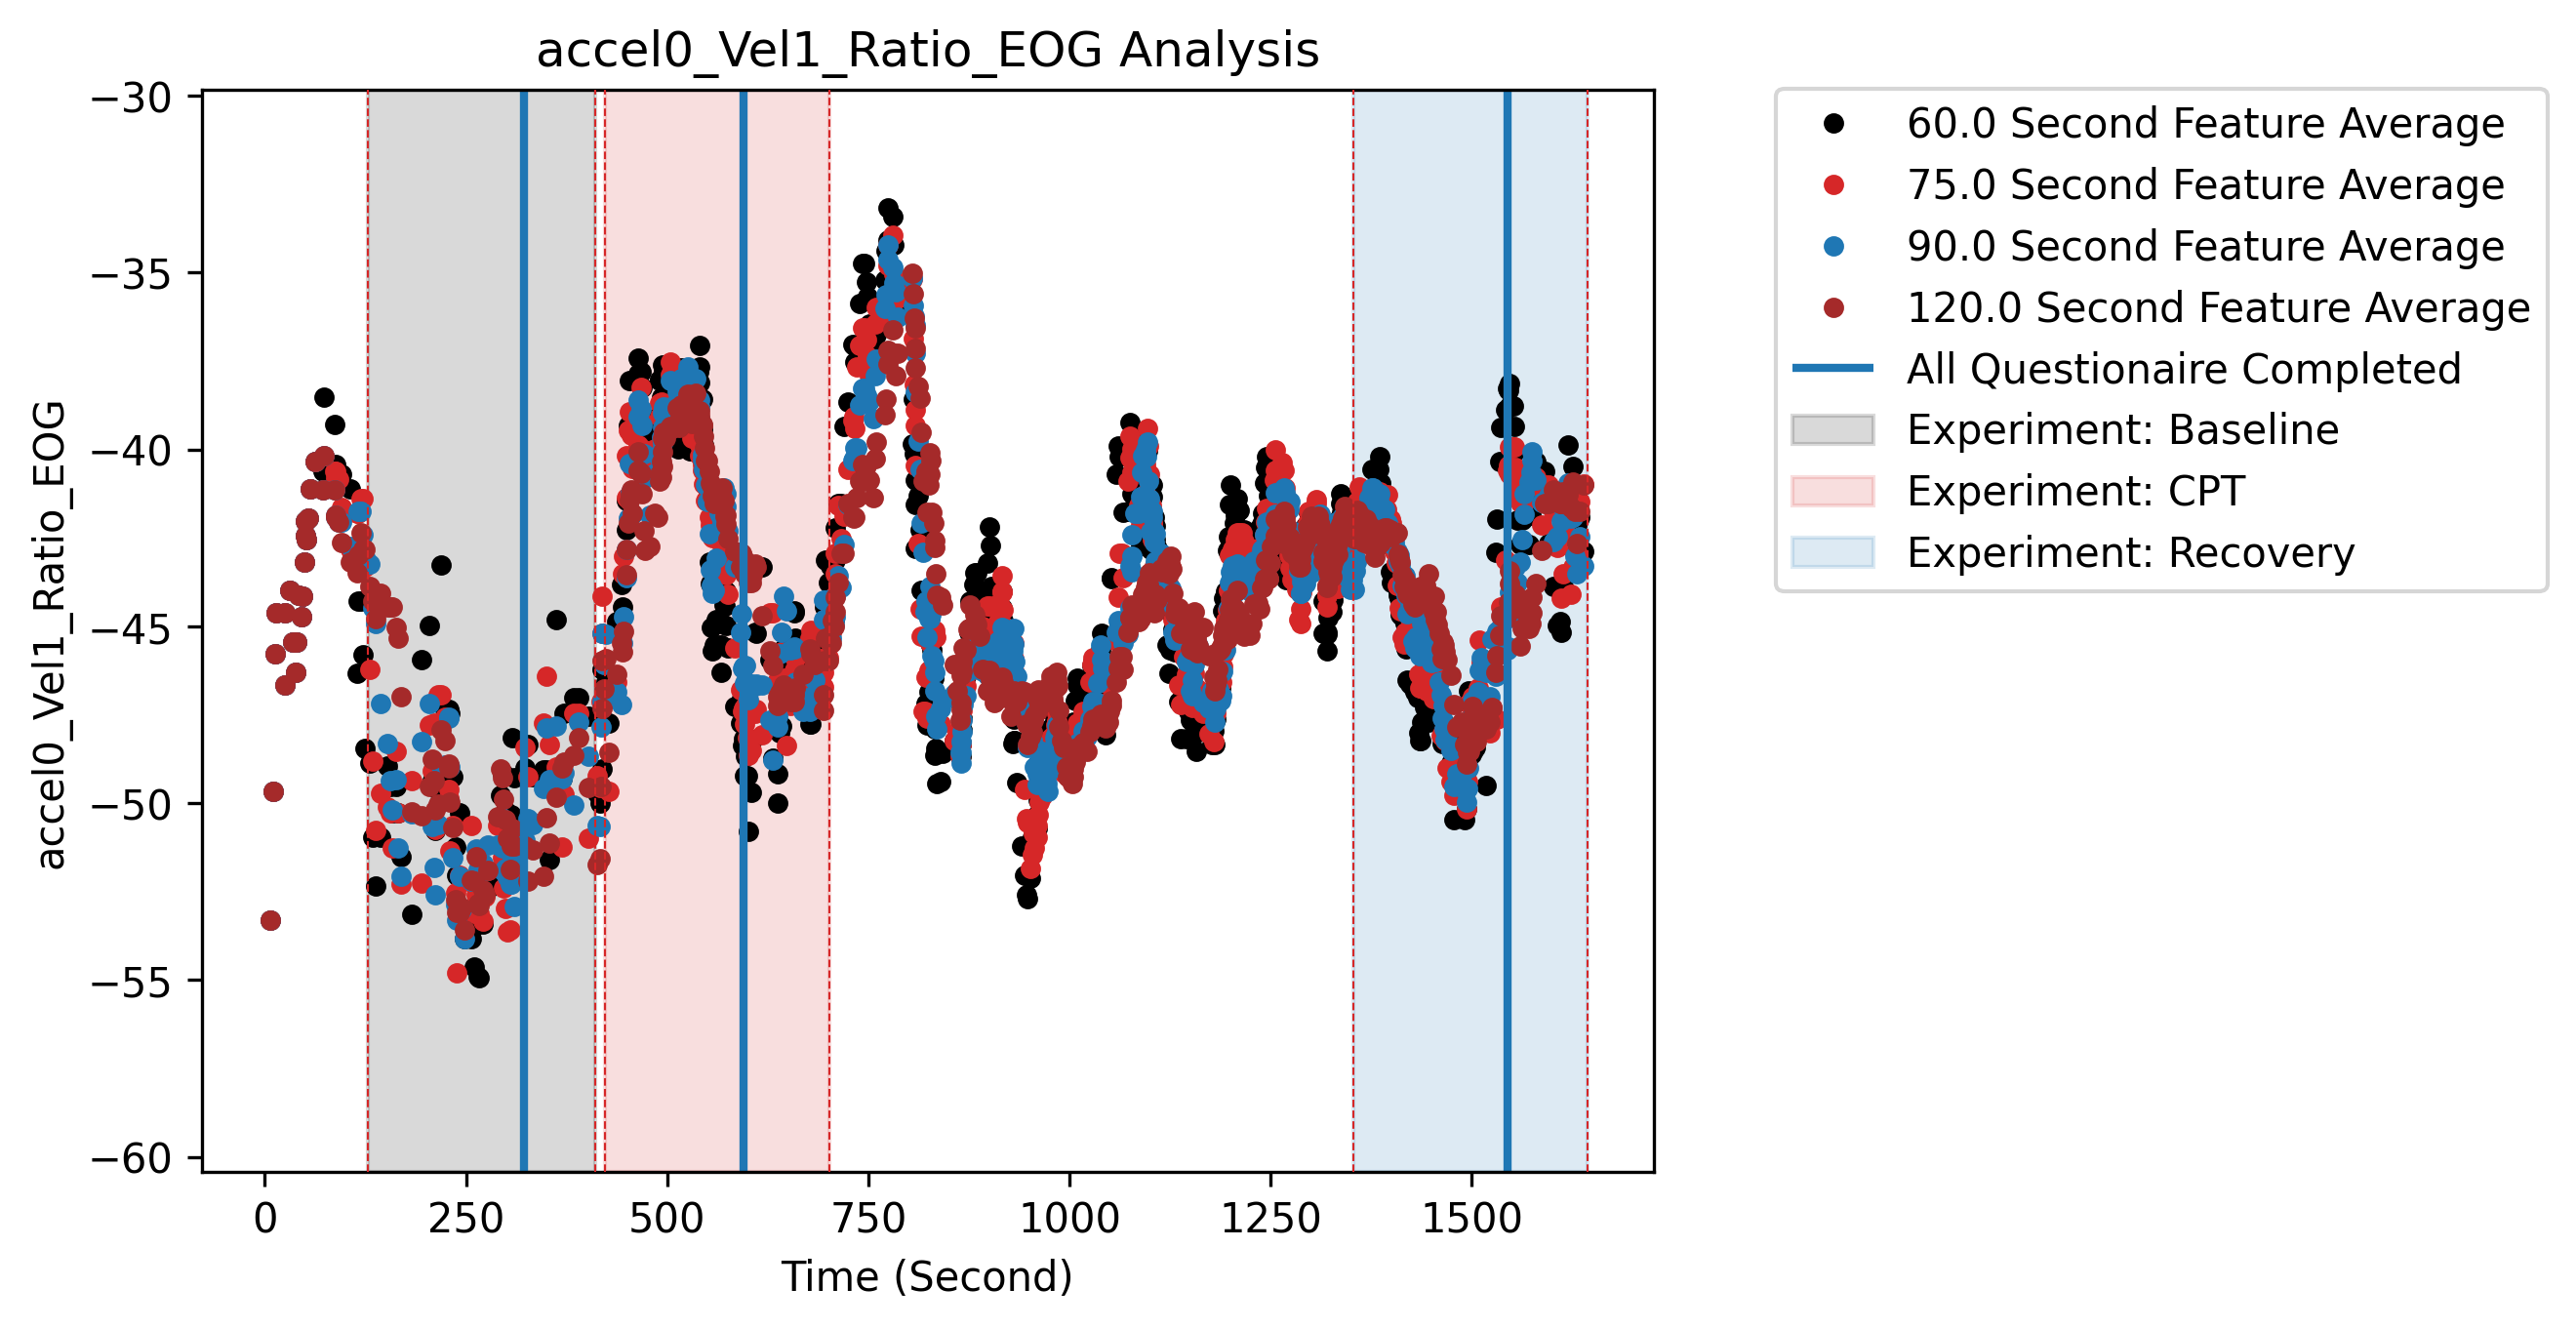 accel0_Vel1_Ratio_EOG Analysis
accel0_Vel1_Ratio_EOG
−30
−35
−40
−45
−50
−55
−60
0 250 500 750 1000 1250 1500
Time (Second)
60.0 Second Feature Average
75.0 Second Feature Average
90.0 Second Feature Average
120.0 Second Feature Average
All Questionaire Completed
Experiment: Baseline
Experiment: CPT
Experiment: Recovery